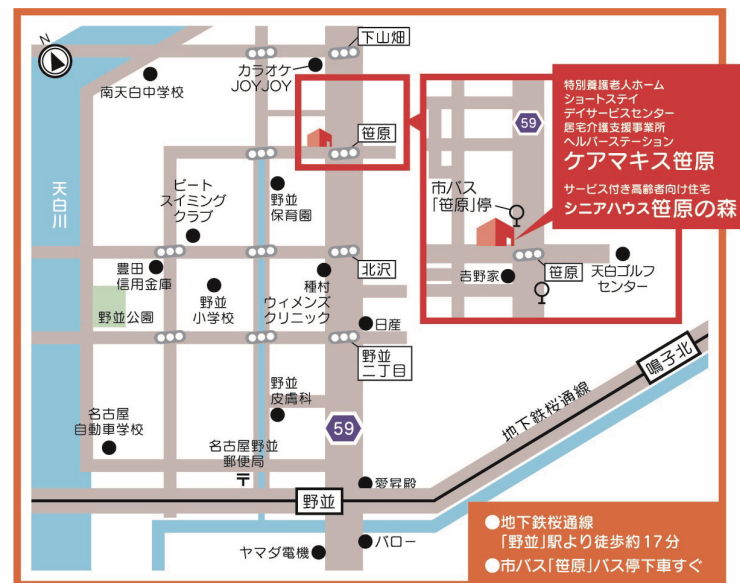 N
下山畑
カラオケ
JOYJOY
南天白中学校
笹原
天白川
ビート
スイミング
クラブ
野並
保育園
北沢
豊田
信用金庫
野並
小学校
種村
ウィメンズ
クリニック
野並公園
日産
野並
二丁目
野並
皮膚科
59
名古屋
自動車学校
名古屋野並
郵便局
〒
愛昇殿
野並
ヤマダ電機
バロー
地下鉄桜通線
鳴子北
59
市バス
「笹原」停
吉野家
笹原
天白ゴルフ
センター
特別養護老人ホーム
ショートステイ
デイサービスセンター
居宅介護支援事業所
ヘルパーステーション
ケアマキス笹原
サービス付き高齢者向け住宅
シニアハウス笹原の森
●地下鉄桜通線
「野並」駅より徒歩約17分
●市バス「笹原」バス停下車すぐ